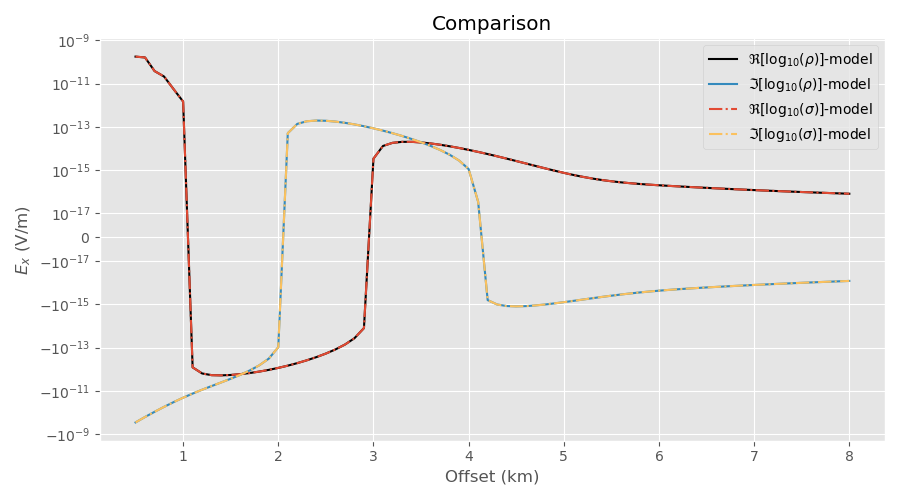 Comparison
10⁻⁹
10⁻¹¹
10⁻¹³
10⁻¹⁵
10⁻¹⁷
0
−10⁻¹⁷
−10⁻¹⁵
−10⁻¹³
−10⁻¹¹
−10⁻⁹
Eₓ (V/m)
ℜ[log₁₀(ρ)]-model
ℑ[log₁₀(ρ)]-model
ℜ[log₁₀(σ)]-model
ℑ[log₁₀(σ)]-model
1 2 3 4 5 6 7 8
Offset (km)